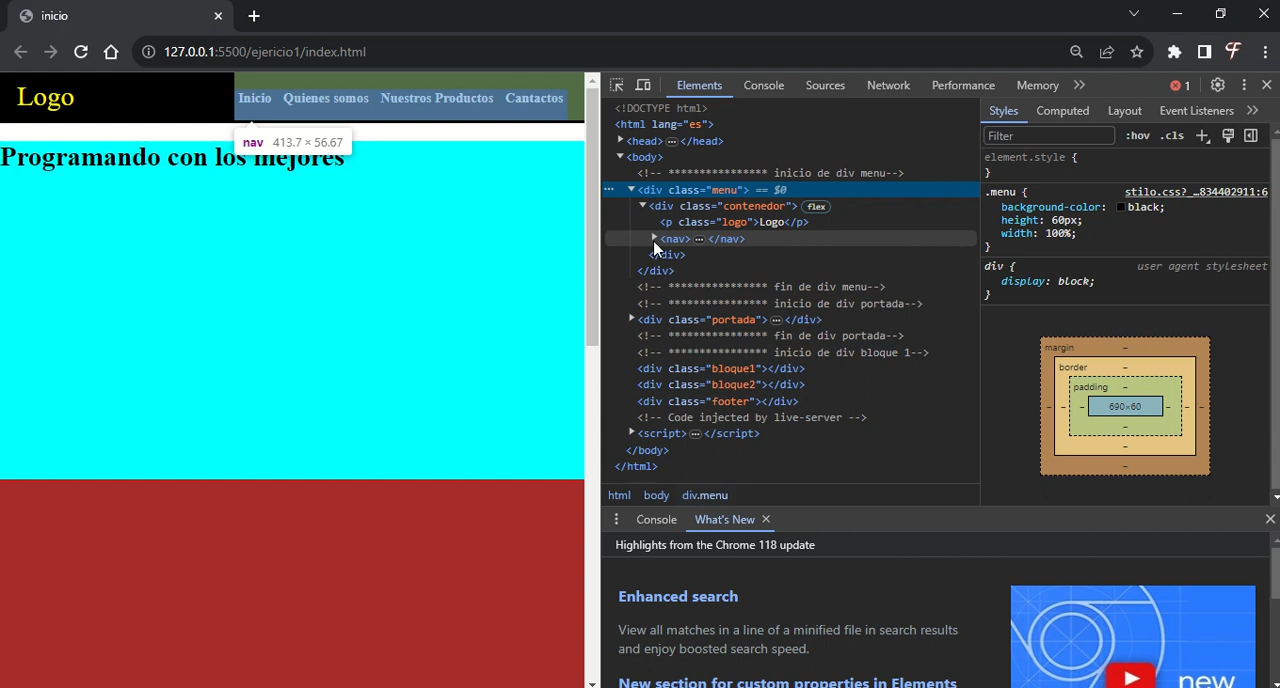 inicio
127.0.0.1:5500/ejericio1/index.html
Logo
Inicio Quienes somos Nuestros Productos Cantactos
nav 413.7 × 56.67
Programando con los mejores
Elements Console Sources Network Performance Memory
1
<!DOCTYPE html>
<html lang="es">
<head> … </head>
<body>
<!-- **************** inicio de div menu-->
<div class="menu"> == $0
<div class="contenedor"> flex
<p class="logo">Logo</p>
<nav> … </nav>
</div>
</div>
<!-- **************** fin de div menu-->
<!-- **************** inicio de div portada-->
<div class="portada"> … </div>
<!-- **************** fin de div portada-->
<!-- **************** inicio de div bloque 1-->
<div class="bloque1"></div>
<div class="bloque2"></div>
<div class="footer"></div>
<!-- Code injected by live-server -->
<script> … </script>
</body>
</html>
html body div.menu
Styles Computed Layout Event Listeners
Filter :hov .cls
element.style {
}
.menu { stilo.css?_…834402911:6
background-color: black;
height: 60px;
width: 100%;
}
div { user agent stylesheet
display: block;
}
margin -
border -
padding -
- - - 690×60 - - -
-
-
-
Console What's New
Highlights from the Chrome 118 update
Enhanced search
View all matches in a line of a minified file in search results
and enjoy boosted search speed.
New section for custom properties in Elements
new